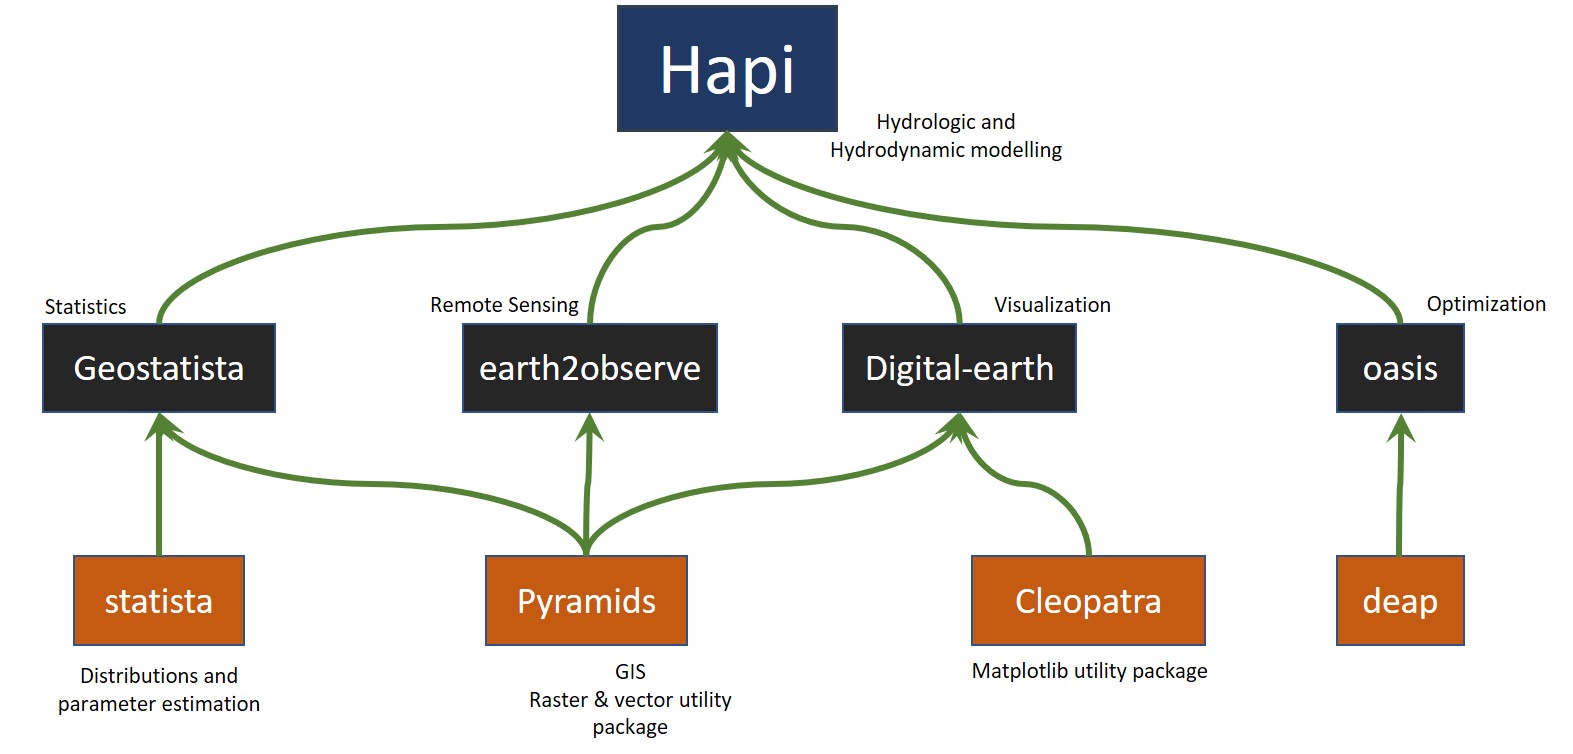 Hapi
Hydrologic and
Hydrodynamic modelling
Statistics
Remote Sensing
Visualization
Optimization
Geostatista
earth2observe
Digital-earth
oasis
statista
Pyramids
Cleopatra
deap
Distributions and
parameter estimation
GIS
Raster & vector utility
package
Matplotlib utility package